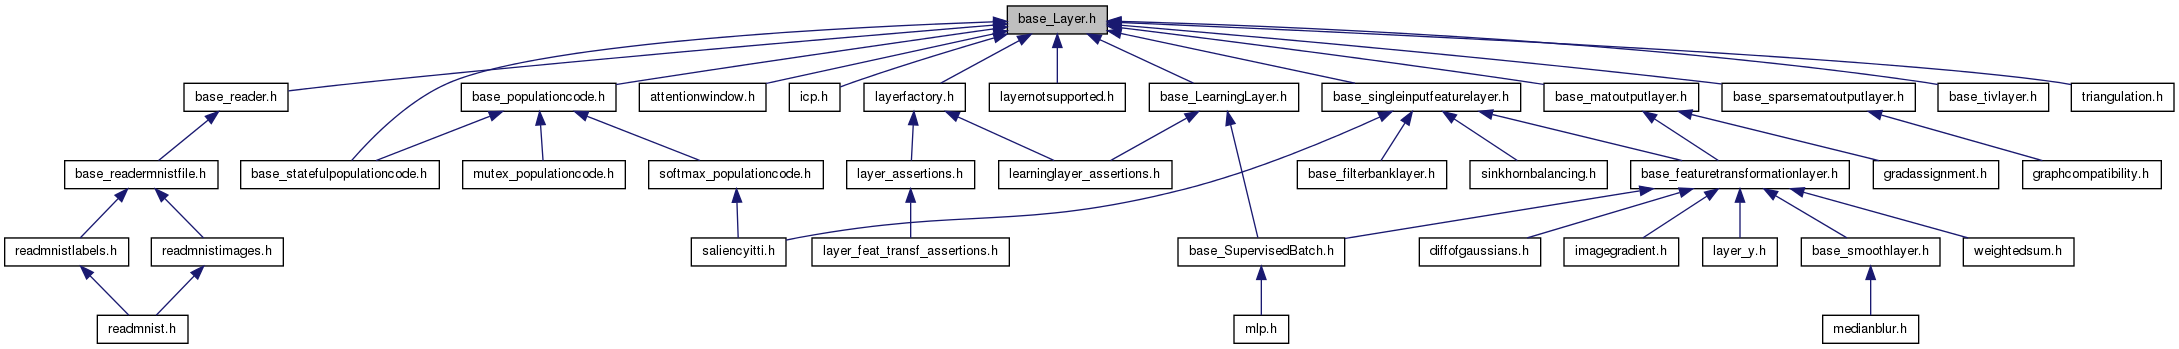 base_Layer.h
base_reader.h
base_populationcode.h
attentionwindow.h
icp.h
layerfactory.h
layernotsupported.h
base_LearningLayer.h
base_singleinputfeaturelayer.h
base_matoutputlayer.h
base_sparsematoutputlayer.h
base_tivlayer.h
triangulation.h
base_readermnistfile.h
base_statefulpopulationcode.h
mutex_populationcode.h
softmax_populationcode.h
layer_assertions.h
learninglayer_assertions.h
base_filterbanklayer.h
sinkhornbalancing.h
base_featuretransformationlayer.h
gradassignment.h
graphcompatibility.h
readmnistlabels.h
readmnistimages.h
saliencyitti.h
layer_feat_transf_assertions.h
base_SupervisedBatch.h
diffofgaussians.h
imagegradient.h
layer_y.h
base_smoothlayer.h
weightedsum.h
readmnist.h
mlp.h
medianblur.h